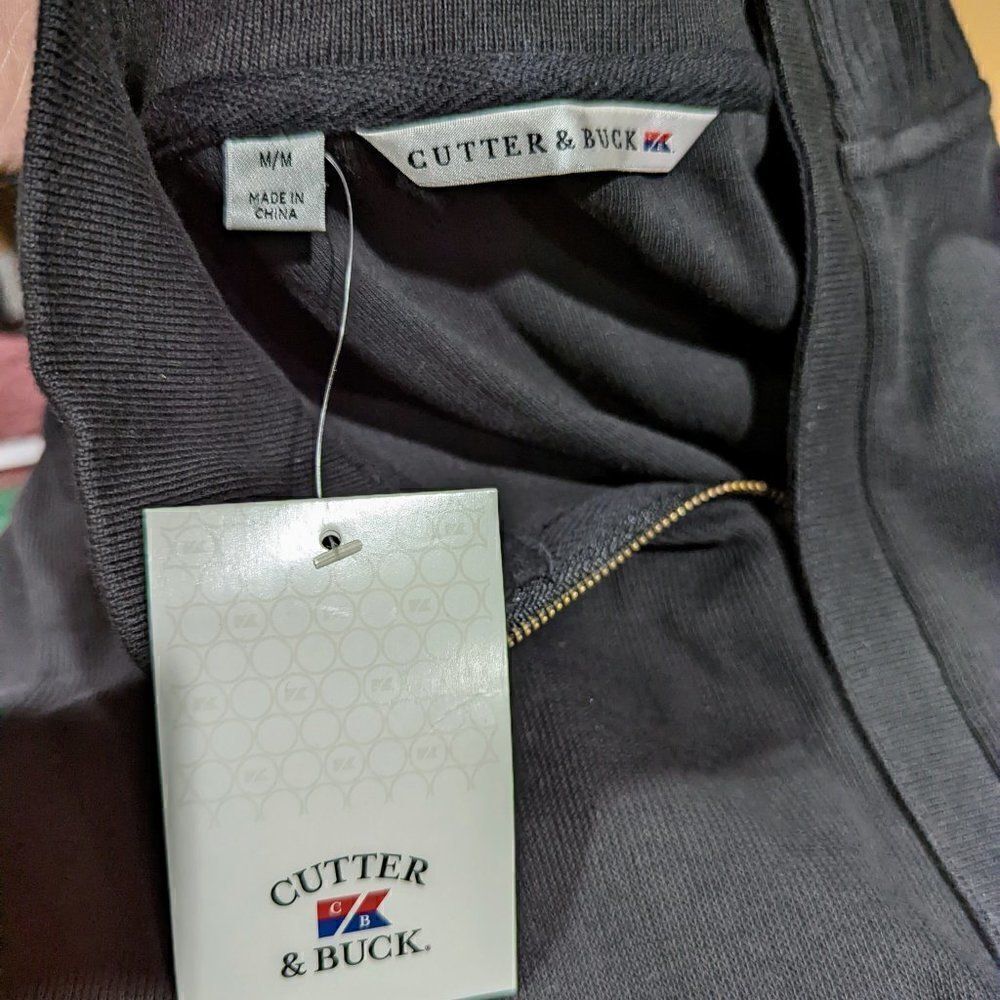 CUTTER & BUCK
M/M
MADE IN
CHINA
CUTTER
C
B
& BUCK®